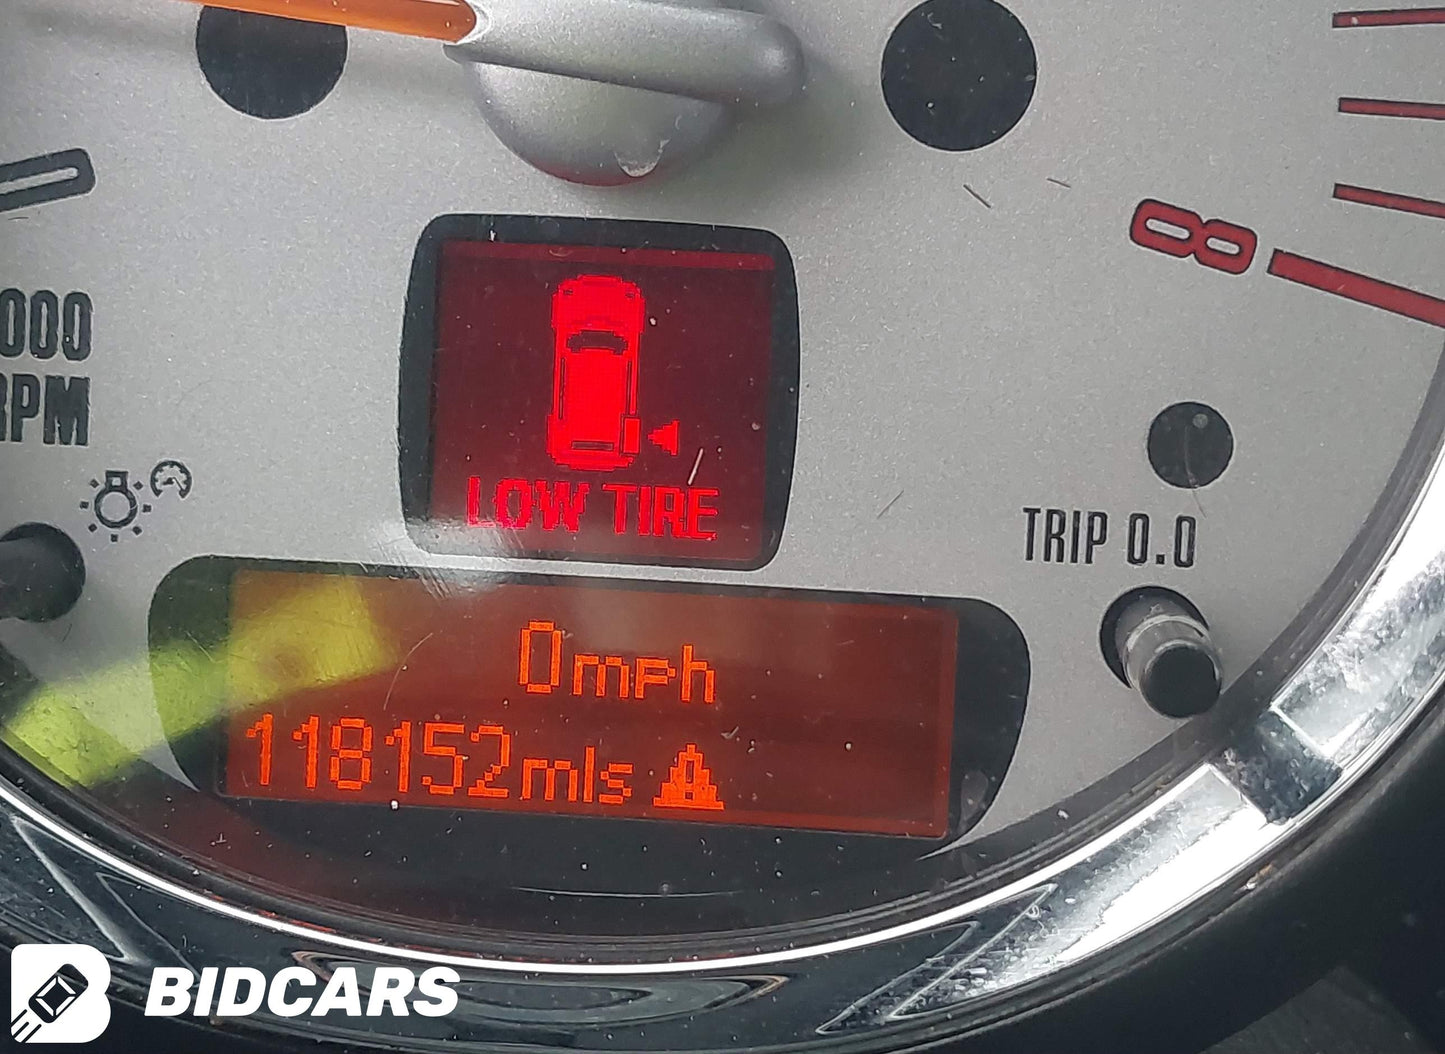 8
000
RPM
LOW TIRE
TRIP 0.0
0mph
118152mls
BIDCARS